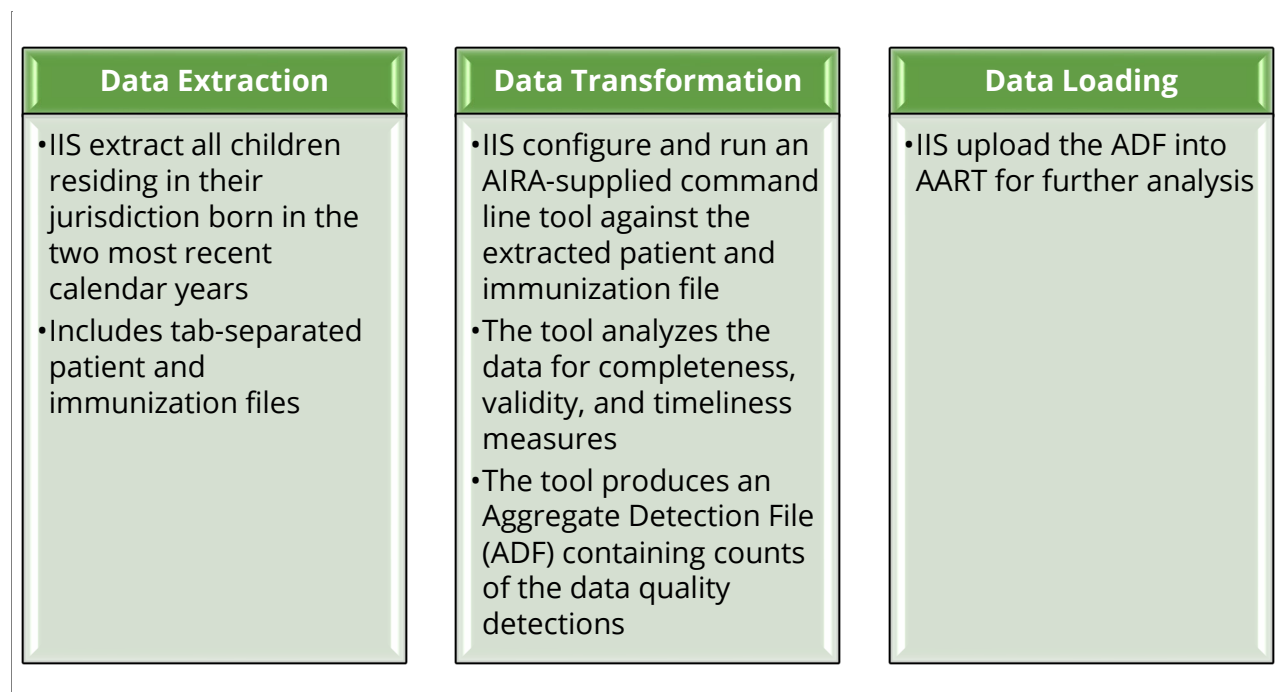 Data Extraction
•IIS extract all children
residing in their
jurisdiction born in the
two most recent
calendar years
•Includes tab-separated
patient and
immunization files
Data Transformation
•IIS configure and run an
AIRA-supplied command
line tool against the
extracted patient and
immunization file
•The tool analyzes the
data for completeness,
validity, and timeliness
measures
•The tool produces an
Aggregate Detection File
(ADF) containing counts
of the data quality
detections
Data Loading
•IIS upload the ADF into
AART for further analysis